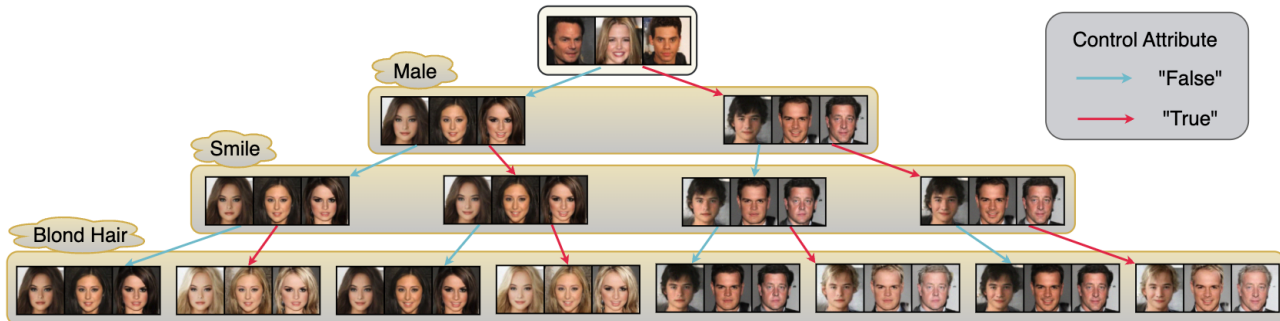 Control Attribute
"False"
"True"
Male
Smile
Blond Hair